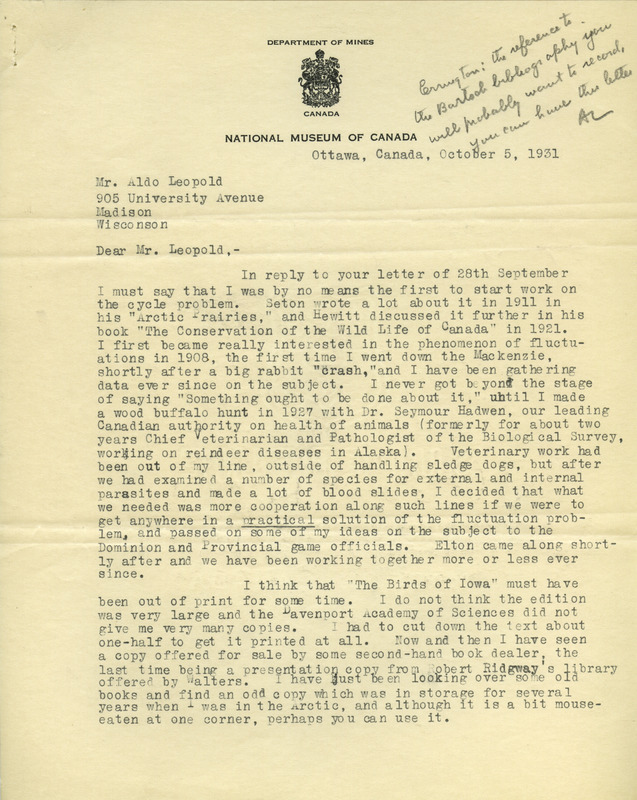 DEPARTMENT OF MINES
CANADA
NATIONAL MUSEUM OF CANADA
Errington: the reference to
the Bartsch bibliography you
will probably want to record.
you can have this letter
AL
Ottawa, Canada, October 5, 1931
Mr. Aldo Leopold
905 University Avenue
Madison
Wisconson
Dear Mr. Leopold,-
In reply to your letter of 28th September
I must say that I was by no means the first to start work on
the cycle problem. Seton wrote a lot about it in 1911 in
his "Arctic Prairies," and Hewitt discussed it further in his
book "The Conservation of the Wild Life of Canada" in 1921.
I first became really interested in the phenomenon of fluctu-
ations in 1908, the first time I went down the Mackenzie,
shortly after a big rabbit "crash," and I have been gathering
data ever since on the subject. I never got beyond the stage
of saying "Something ought to be done about it," uhtil I made
a wood buffalo hunt in 1927 with Dr. Seymour Hadwen, our leading
Canadian authority on health of animals (formerly for about two
years Chief Veterinarian and Pathologist of the Biological Survey,
working on reindeer diseases in Alaska). Veterinary work had
been out of my line, outside of handling sledge dogs, but after
we had examined a number of species for external and internal
parasites and made a lot of blood slides, I decided that what
we needed was more cooperation along such lines if we were to
get anywhere in a practical solution of the fluctuation prob-
lem, and passed on some of my ideas on the subject to the
Dominion and Provincial game officials. Elton came along short-
ly after and we have been working together more or less ever
since.
I think that "The Birds of Iowa" must have
been out of print for some time. I do not think the edition
was very large and the Davenport Academy of Sciences did not
give me very many copies. I had to cut down the text about
one-half to get it printed at all. Now and then I have seen
a copy offered for sale by some second-hand book dealer, the
last time being a presentation copy from Robert Ridgway's library
offered by Walters. I have just been looking over some old
books and find an odd copy which was in storage for several
years when I was in the Arctic, and although it is a bit mouse-
eaten at one corner, perhaps you can use it.